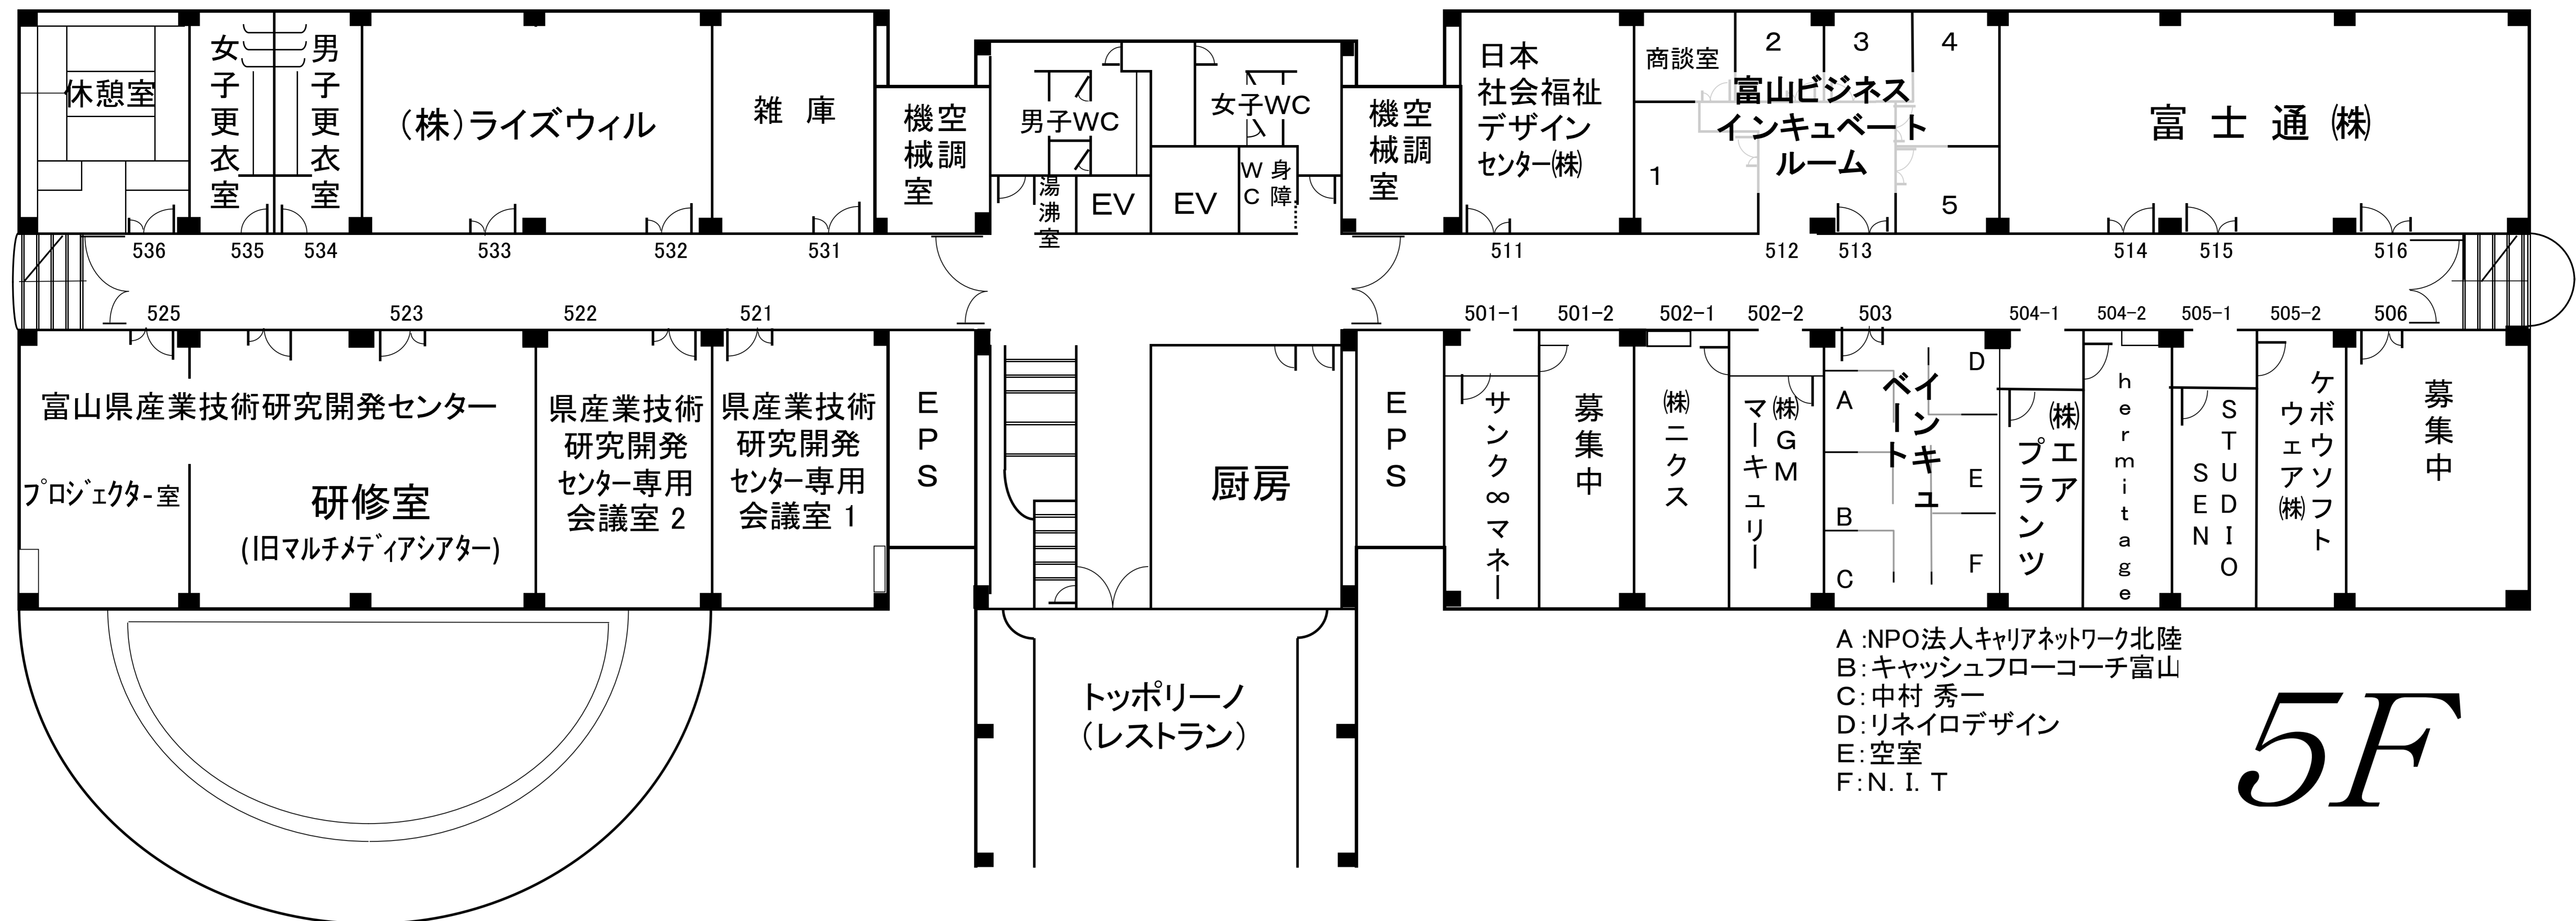 休憩室
女子更衣室
男子更衣室
(株)ライズウィル
雑 庫
空調
機械室
男子WC
女子WC
湯沸室
EV
EV
身障
WC
空調
機械室
日本
社会福祉
デザイン
センター㈱
商談室
2
3
4
富山ビジネス
インキュベート
ルーム
1
5
富 士 通 ㈱
536
535
534
533
532
531
511
512
513
514
515
516
525
523
522
521
501-1
501-2
502-1
502-2
503
504-1
504-2
505-1
505-2
506
富山県産業技術研究開発センター
プロジェクター室
研修室
(旧マルチメディアシアター)
県産業技術
研究開発
センター専用
会議室 2
県産業技術
研究開発
センター専用
会議室 1
EPS
厨房
EPS
サンク∞マネー
募集中
㈱ニクス
㈱GM
マーキュリー
A
B
C
インキュ
ベート
D
E
F
㈱エア
プランツ
hermitage
STUDIO
SEN
ケボウソフト
ウェア㈱
募集中
トッポリーノ
(レストラン)
A:NPO法人キャリアネットワーク北陸
B:キャッシュフローコーチ富山
C:中村 秀一
D:リネイロデザイン
E:空室
F:N.I.T
5F